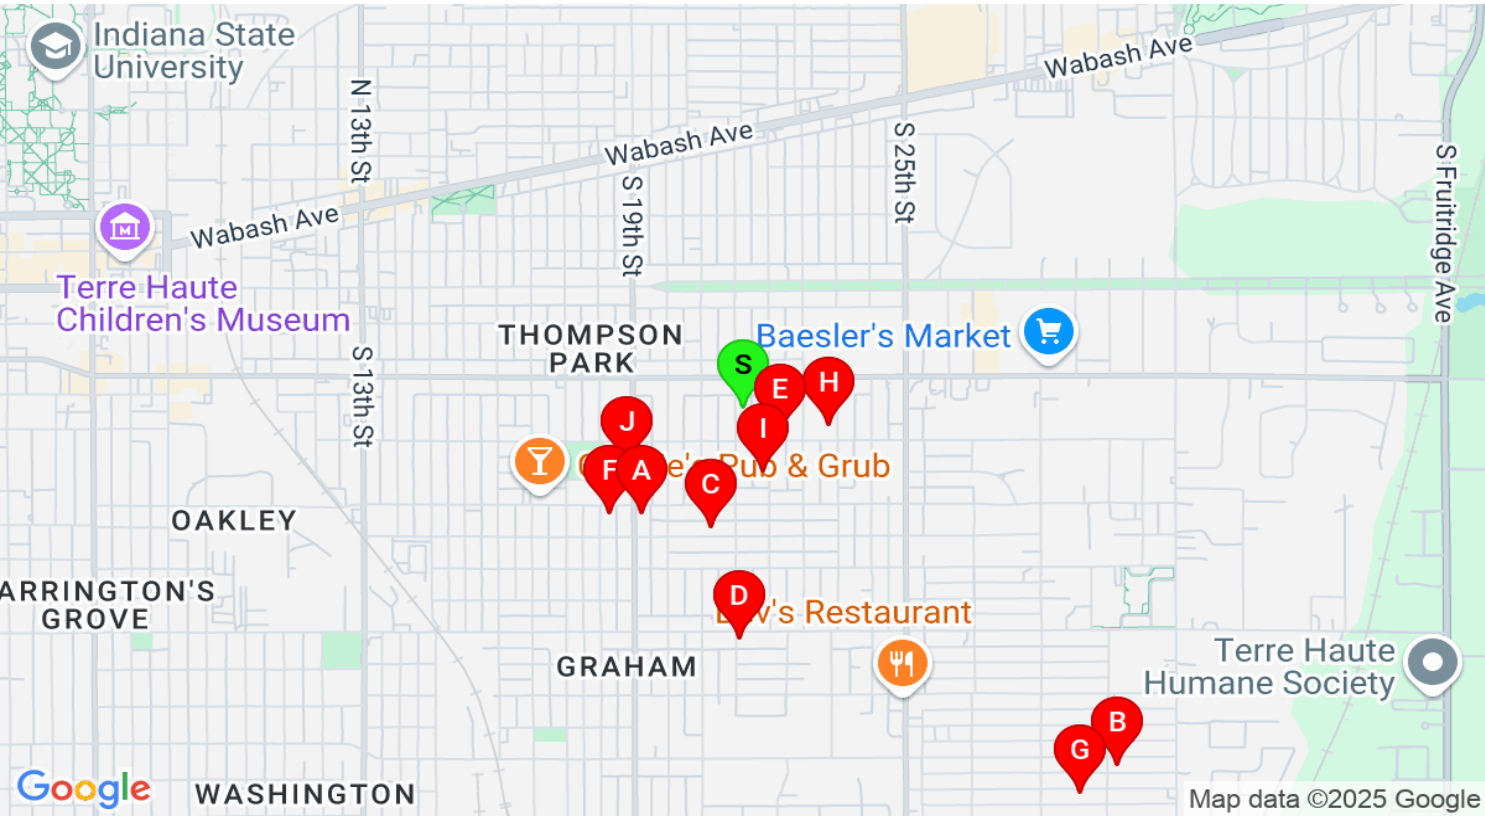 Indiana State
University
Wabash Ave
N 13th St
S 25th St
Wabash Ave
S Fruitridge Ave
S 19th St
Wabash Ave
M
Terre Haute
Children's Museum
THOMPSON
PARK
Baesler's Market
S
E
H
S 13th St
J
I
F
A
C
Pub & Grub
OAKLEY
D
Restaurant
ARRINGTON'S
GROVE
GRAHAM
Terre Haute
Humane Society
B
G
Google
WASHINGTON
Map data ©2025 Google